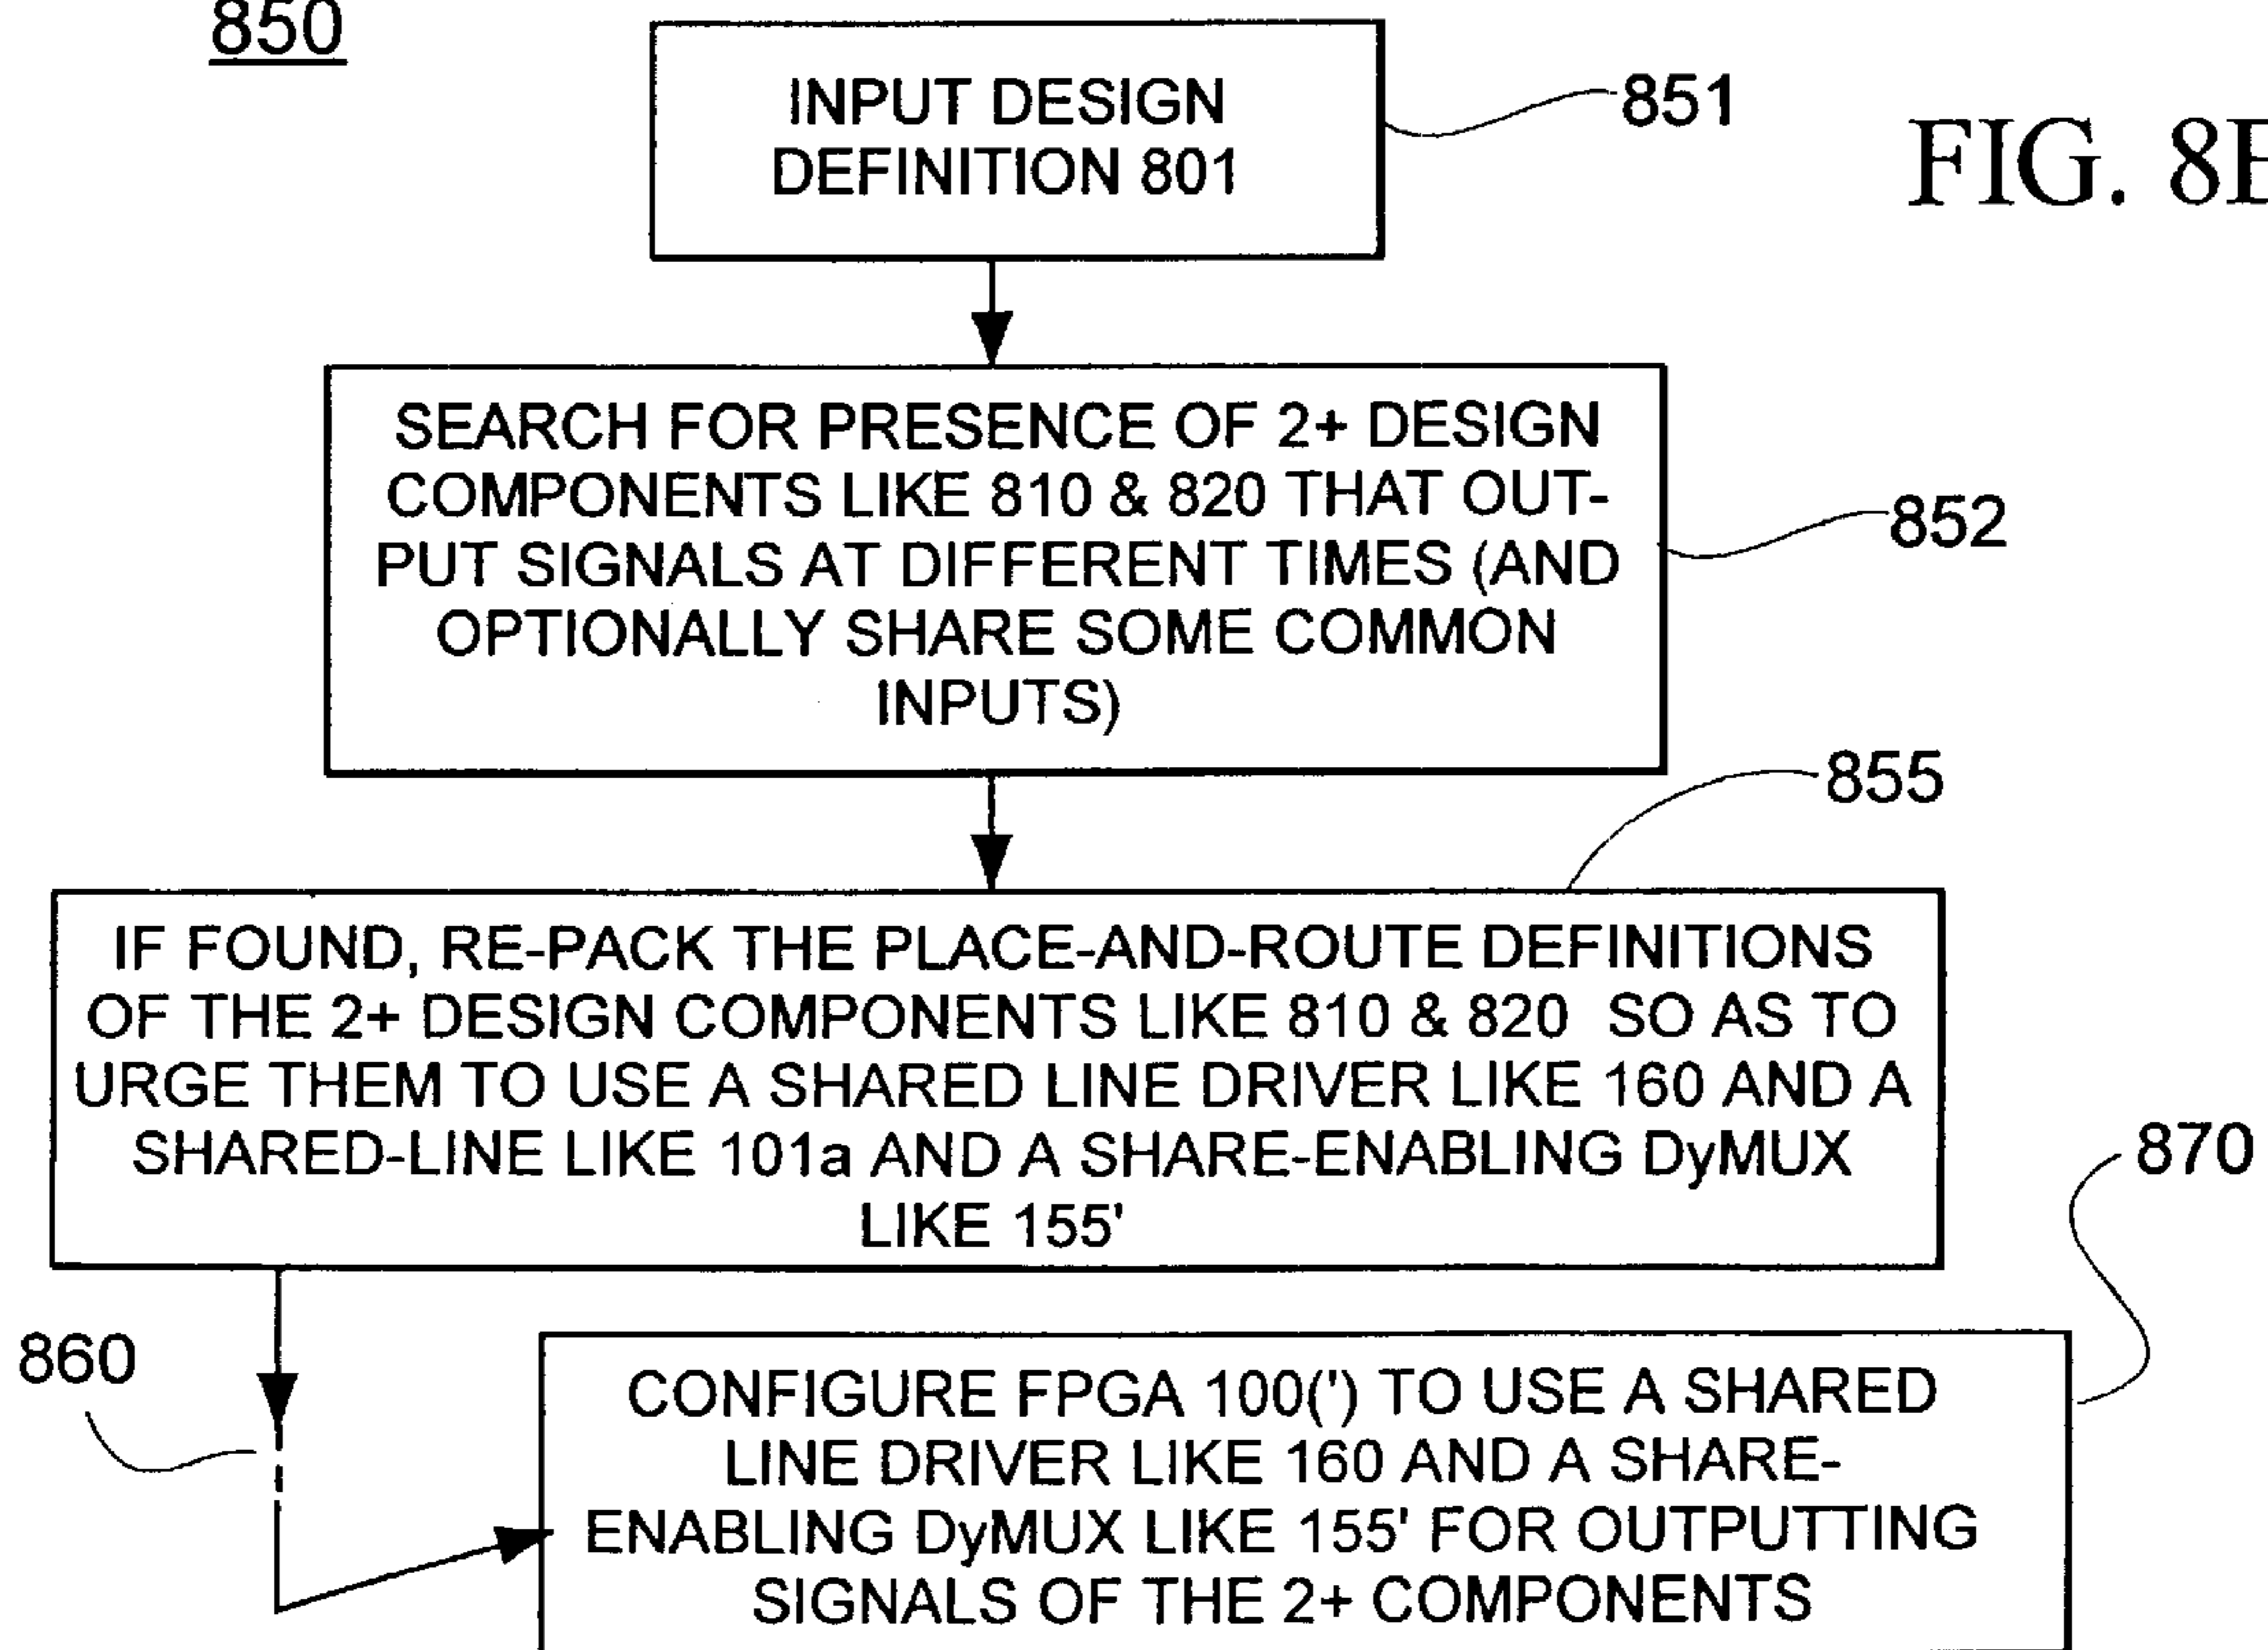 850
INPUT DESIGN
DEFINITION 801
851
FIG. 8B
SEARCH FOR PRESENCE OF 2+ DESIGN
COMPONENTS LIKE 810 & 820 THAT OUT-
PUT SIGNALS AT DIFFERENT TIMES (AND
OPTIONALLY SHARE SOME COMMON
INPUTS)
852
855
IF FOUND, RE-PACK THE PLACE-AND-ROUTE DEFINITIONS
OF THE 2+ DESIGN COMPONENTS LIKE 810 & 820 SO AS TO
URGE THEM TO USE A SHARED LINE DRIVER LIKE 160 AND A
SHARED-LINE LIKE 101a AND A SHARE-ENABLING DyMUX
LIKE 155'
870
860
CONFIGURE FPGA 100(') TO USE A SHARED
LINE DRIVER LIKE 160 AND A SHARE-
ENABLING DyMUX LIKE 155' FOR OUTPUTTING
SIGNALS OF THE 2+ COMPONENTS